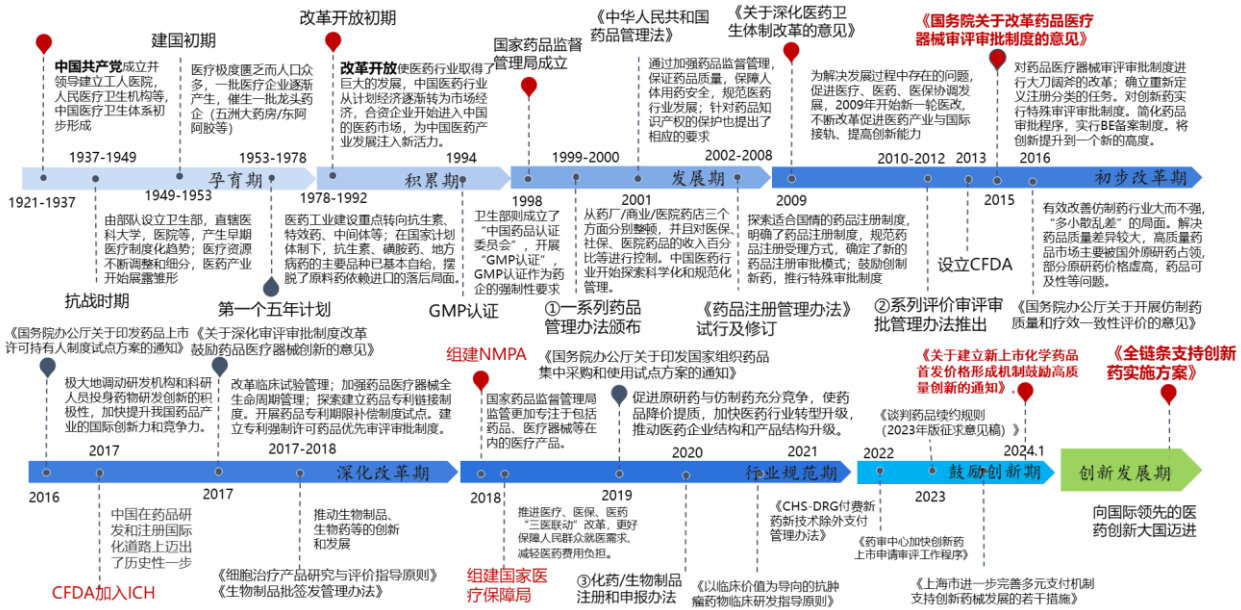 建国初期
改革开放初期
《中华人民共和国
药品管理法》
《关于深化医药卫
生体制改革的意见》
《国务院关于改革药品医疗
器械审评审批制度的意见》
国家药品监督
管理局成立
中国共产党成立并
领导建立工人医院,
人民医疗卫生机构等,
中国医疗卫生体系初
步形成
医疗极度匮乏而人口众
多，一批医疗企业逐渐
产生，催生一批龙头药
企（五洲大药房/东阿
阿胶等）
改革开放使医药行业取得了
巨大的发展，中国医药行业
从计划经济逐渐转为市场经
济，合资企业开始进入中国
的医药市场，为中国医药产
业发展注入新活力。
通过加强药品监督管理,
保证药品质量，保障人
体用药安全，规范医药
行业发展；针对药品知
识产权的保护也提出了
相应的要求
为解决发展过程中存在的问题,
促进医疗、医药、医保协调发
展，2009年开始新一轮医改,
不断改革促进医药产业与国际
接轨、提高创新能力
对药品医疗器械审评审批制度进行
大刀阔斧的改革；确立重新定
义注册分类的任务。对创新药实
行特殊审评审批制度。简化药品
审批程序，实行BE备案制度。将
创新提升到一个新的高度。
1937-1949
1953-1978
1994
1999-2000
2002-2008
2010-2012
2013
2016
孕育期
积累期
发展期
初步改革期
1921-1937
1949-1953
1978-1992
1998
2001
2009
2015
由部队设立卫生部，直辖医
科大学，医院等，产生早期
医疗制度化趋势；医疗资源
不断调整和细分，医药产业
开始展露雏形
医药工业建设重点转向抗生素、
特效药、中间体等；在国家计划
体制下，抗生素、磺胺药、地方
病药的主要品种已基本自给，摆
脱了原料药依赖进口的落后局面。
卫生部则成立了
“中国药品认证
委员会”，开展
“GMP认证”,
GMP认证作为药
企的强制性要求
从药厂/商业/医院药店三个
方面分别整顿，并且对医保、
社保、医院药品的收入百分
比等进行控制。中国医药行
业开始探索科学化和规范化
管理。
探索适合国情的药品注册制度,
明确了药品注册制度，规范药
品注册受理方式，确定了新的
药品注册审批模式；鼓励创制
新药，推行特殊审批制度
设立CFDA
有效改善仿制药行业大而不强,
“多小散乱差”的局面。解决
药品质量差异较大，高质量药
品市场主要被国外原研药占领,
部分原研药价格虚高，药品可
及性等问题。
抗战时期
第一个五年计划
GMP认证
①一系列药品
管理办法颁布
《药品注册管理办法》
试行及修订
②系列评价审评审
批管理办法推出
《国务院办公厅关于开展仿制药
质量和疗效一致性评价的意见》
《国务院办公厅关于印发药品上市
许可持有人制度试点方案的通知》
《关于深化审评审批制度改革
鼓励药品医疗器械创新的意见》
组建NMPA
《国务院办公厅关于印发国家组织药品
集中采购和使用试点方案的通知》
《关于建立新上市化学药品
首发价格形成机制鼓励高质
量创新的通知》.
《全链条支持创新
药实施方案》
极大地调动研发机构和科研
人员投身药物研发创新的积
极性，加快提升我国药品产
业的国际创新力和竞争力。
改革临床试验管理；加强药品医疗器械全
生命周期管理；探索建立药品专利链接制
度。开展药品专利期限补偿制度试点。建
立专利强制许可药品优先审评审批制度。
国家药品监督管理局
监管更加专注于包括
药品、医疗器械等在
内的医疗产品。
促进原研药与仿制药充分竞争，使
药品降价提质，加快医药行业转型升级,
推动医药企业结构和产品结构升级。
《谈判药品续约规则
（2023年版征求意见稿）》
2017
2017-2018
2020
2021
2022
2024.1
深化改革期
行业规范期
鼓励创新期
创新发展期
2016
2017
2018
2019
2023
中国在药品研
发和注册国际
化道路上迈出
了历史性一步
推动生物制品、
生物药等的创新
和发展
推进医疗、医保、医药
“三医联动”改革，更好
保障人民群众就医需求、
减轻医药费用负担。
《CHS-DRG付费新
药新技术除外支付
管理办法》
《药审中心加快创新药
上市申请审评工作程序》
向国际领先的医
药创新大国迈进
CFDA加入ICH
《细胞治疗产品研究与评价指导原则》
《生物制品批签发管理办法》
组建国家医
疗保障局
③化药/生物制品
注册和申报办法
《以临床价值为导向的抗肿
瘤药物临床研发指导原则》
《上海市进一步完善多元支付机制
支持创新药械发展的若干措施》